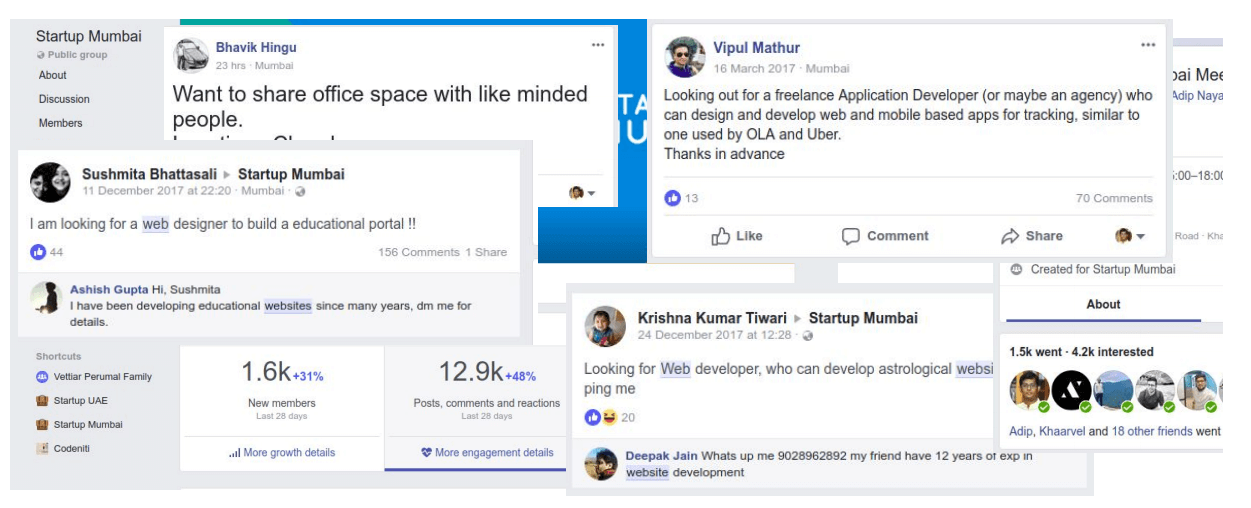 Startup Mumbai
Public group
About
Discussion
Members
Bhavik Hingu
23 hrs · Mumbai
Want to share office space with like minded
people.
Vipul Mathur
16 March 2017 · Mumbai
Looking out for a freelance Application Developer (or maybe an agency) who
can design and develop web and mobile based apps for tracking, similar to
one used by OLA and Uber.
Thanks in advance
13
70 Comments
Like Comment Share
Adip Naya
:00–18:00
Road · Kha
Created for Startup Mumbai
About
1.5k went · 4.2k interested
Adip, Khaarvel and 18 other friends went
Sushmita Bhattasali ▸ Startup Mumbai
11 December 2017 at 22:20 · Mumbai ·
I am looking for a web designer to build a educational portal !!
44
156 Comments 1 Share
Ashish Gupta Hi, Sushmita
I have been developing educational websites since many years, dm me for
details.
Shortcuts
Vettiar Perumal Family
Startup UAE
Startup Mumbai
Codeniti
1.6k +31%
New members
Last 28 days
More growth details
12.9k +48%
Posts, comments and reactions
Last 28 days
More engagement details
Krishna Kumar Tiwari ▸ Startup Mumbai
24 December 2017 at 12:28 ·
Looking for Web developer, who can develop astrological websi
ping me
20
Deepak Jain Whats up me 9028962892 my friend have 12 years of exp in
website development